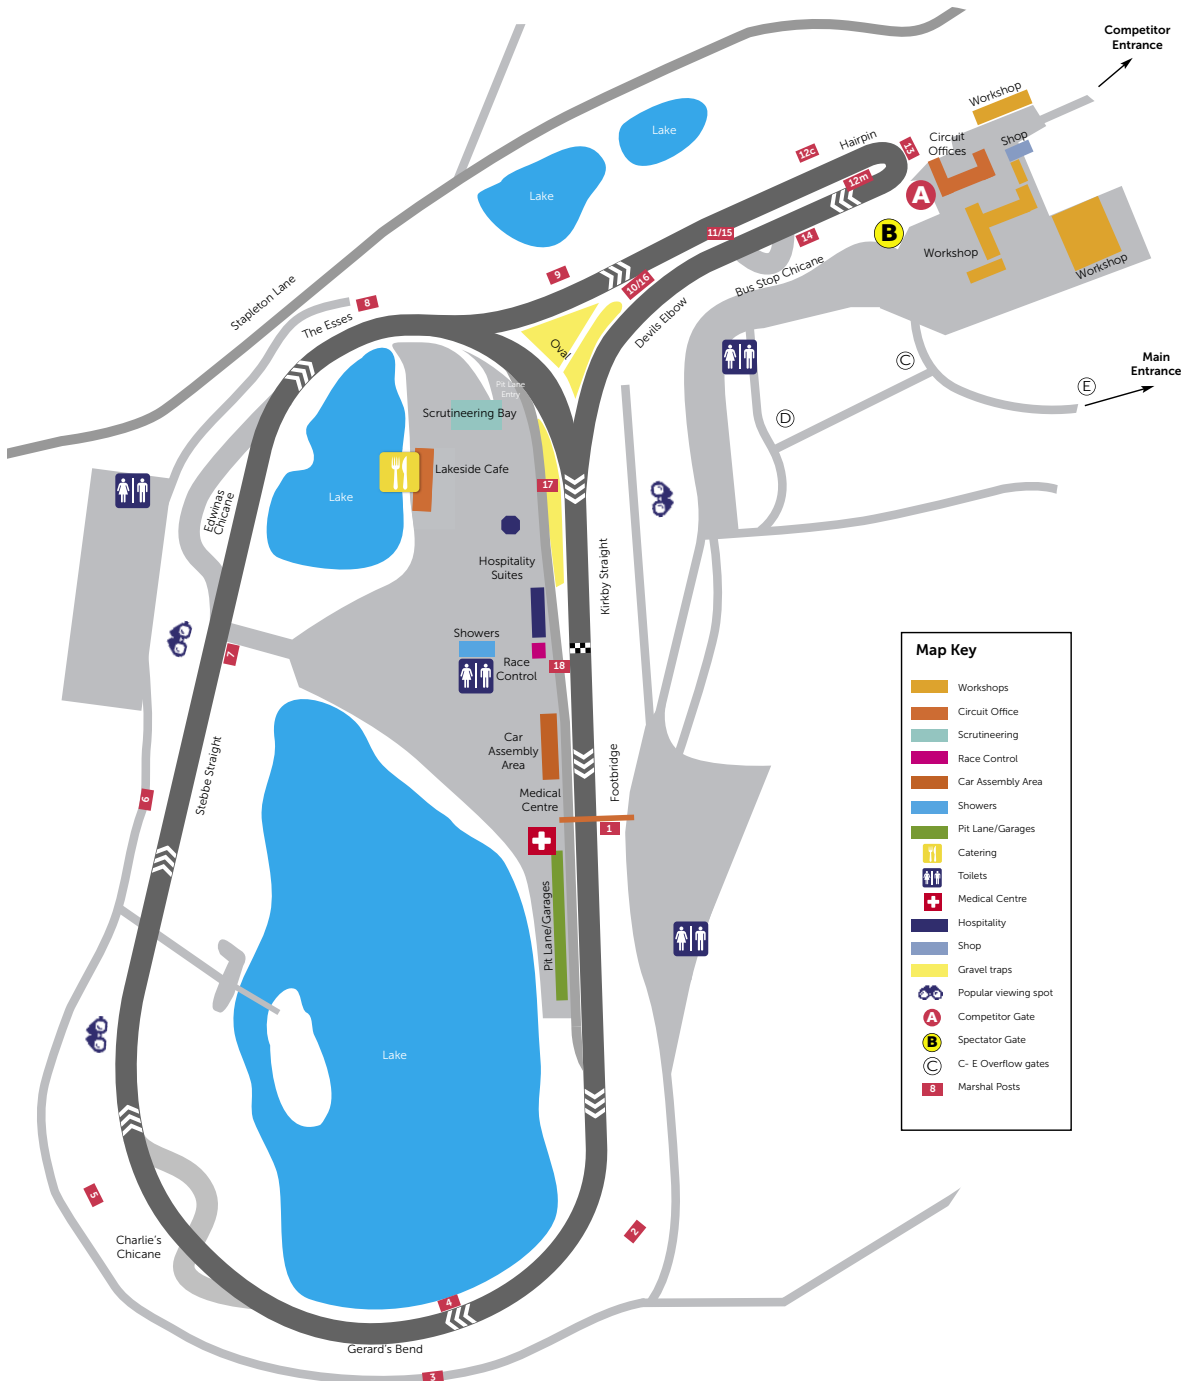 Competitor
Entrance
Workshop
Lake
Hairpin
12c
13
Circuit
Offices
Shop
12m
A
Lake
11/15
14
B
Workshop
Workshop
Bus Stop Chicane
9
10/16
Stapleton Lane
8
The Esses
Devils Elbow
Oval
C
Main
Entrance
E
Pit Lane
Entry
Scrutineering Bay
D
Lakeside Cafe
17
Lake
Edwinas
Chicane
Hospitality
Suites
Kirkby Straight
Showers
7
Race
Control
18
Stebbe Straight
Car
Assembly
Area
Footbridge
6
Medical
Centre
1
Pit Lane/Garages
Lake
5
2
Charlie's
Chicane
4
Gerard's Bend
3
Map Key
Workshops
Circuit Office
Scrutineering
Race Control
Car Assembly Area
Showers
Pit Lane/Garages
Catering
Toilets
Medical Centre
Hospitality
Shop
Gravel traps
Popular viewing spot
A Competitor Gate
B Spectator Gate
C C- E Overflow gates
8 Marshal Posts